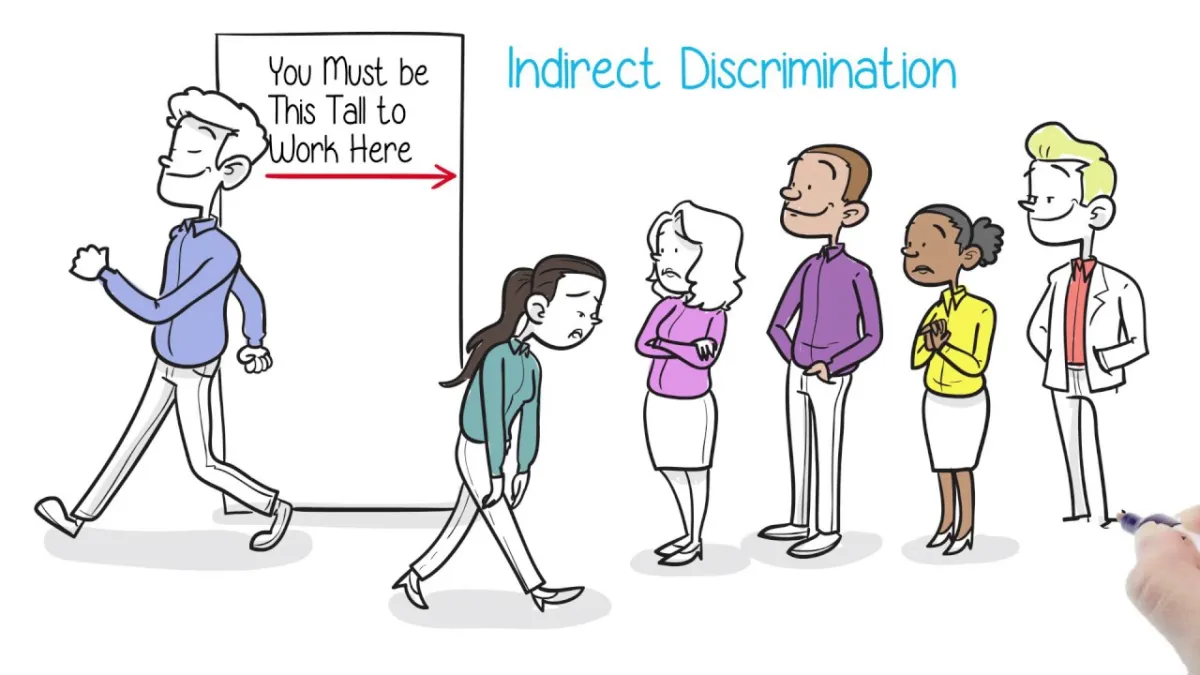 Indirect Discrimination
You Must be
This Tall to
Work Here